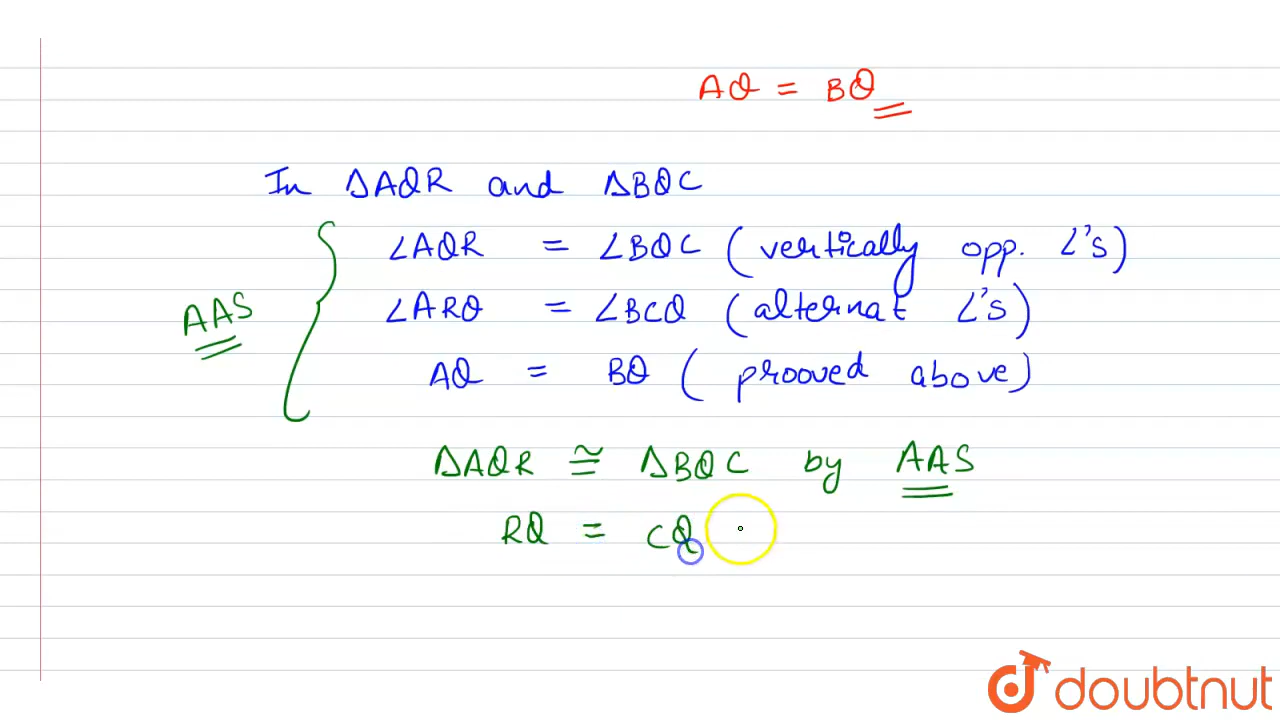 AQ = BQ
In ΔAQR and ΔBQC
∠AQR = ∠BQC (vertically opp. ∠'s)
∠ARQ = ∠BCQ (alternat ∠'s)
AAS
AQ = BQ (prooved above)
ΔAQR ≅ ΔBQC by AAS
RQ = CQ
doubtnut